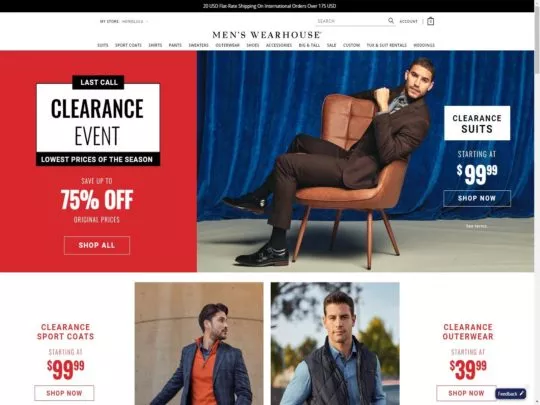 20 USD Flat-Rate Shipping On International Orders Over 175 USD
MY STORE: HONOLULU
SEARCH
ACCOUNT
0
MEN'S WEARHOUSE
SUITS SPORT COATS SHIRTS PANTS SWEATERS OUTERWEAR SHOES ACCESSORIES BIG & TALL SALE CUSTOM TUX & SUIT RENTALS WEDDINGS
LAST CALL
CLEARANCE
EVENT
LOWEST PRICES OF THE SEASON
SAVE UP TO
75% OFF
ORIGINAL PRICES
SHOP ALL
CLEARANCE
SUITS
STARTING AT
$99.99
SHOP NOW
See terms
CLEARANCE
SPORT COATS
STARTING AT
$99.99
SHOP NOW
CLEARANCE
OUTERWEAR
STARTING AT
$39.99
SHOP NOW
Feedback